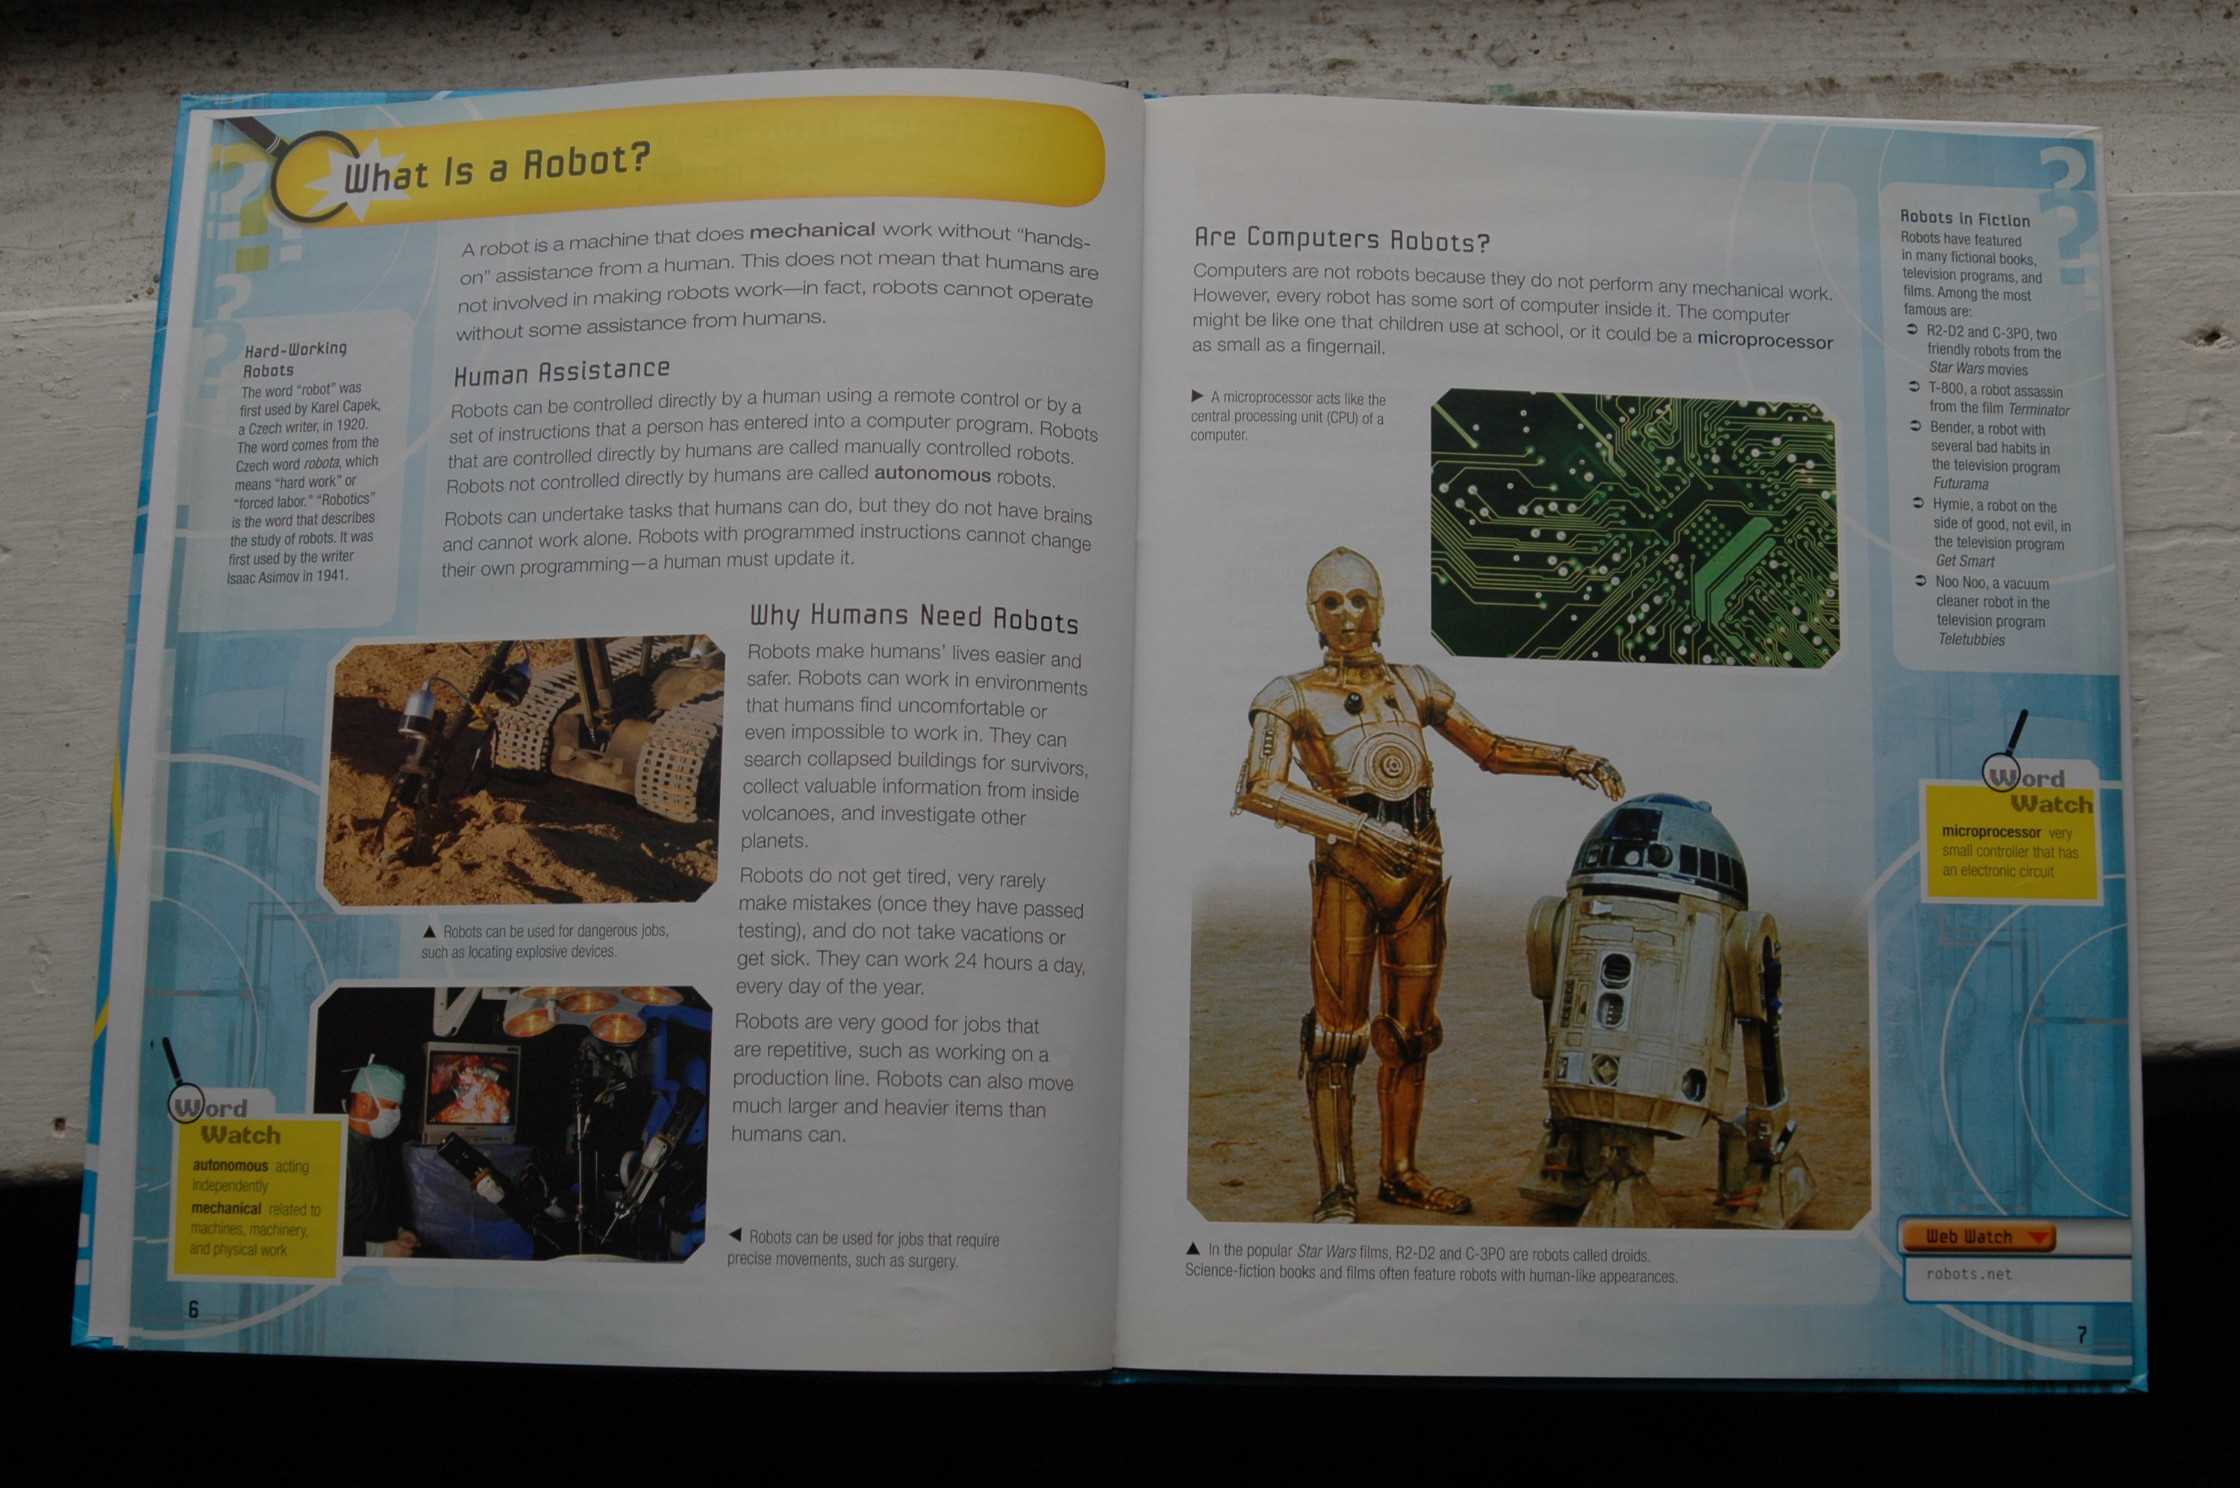 What Is a Robot?
A robot is a machine that does mechanical work without "hands-
on" assistance from a human. This does not mean that humans are
not involved in making robots work—in fact, robots cannot operate
without some assistance from humans.
Hard-Working
Robots
The word "robot" was
first used by Karel Capek,
a Czech writer, in 1920.
The word comes from the
Czech word robota, which
means "hard work" or
"forced labor." "Robotics"
is the word that describes
the study of robots. It was
first used by the writer
Isaac Asimov in 1941.
Human Assistance
Robots can be controlled directly by a human using a remote control or by a
set of instructions that a person has entered into a computer program. Robots
that are controlled directly by humans are called manually controlled robots.
Robots not controlled directly by humans are called autonomous robots.
Robots can undertake tasks that humans can do, but they do not have brains
and cannot work alone. Robots with programmed instructions cannot change
their own programming—a human must update it.
Why Humans Need Robots
Robots make humans' lives easier and
safer. Robots can work in environments
that humans find uncomfortable or
even impossible to work in. They can
search collapsed buildings for survivors,
collect valuable information from inside
volcanoes, and investigate other
planets.
Robots do not get tired, very rarely
make mistakes (once they have passed
testing), and do not take vacations or
get sick. They can work 24 hours a day,
every day of the year.
Robots are very good for jobs that
are repetitive, such as working on a
production line. Robots can also move
much larger and heavier items than
humans can.
▲ Robots can be used for dangerous jobs,
such as locating explosive devices.
◀ Robots can be used for jobs that require
precise movements, such as surgery.
Word
Watch
autonomous acting
independently
mechanical related to
machines, machinery,
and physical work
6
Are Computers Robots?
Computers are not robots because they do not perform any mechanical work.
However, every robot has some sort of computer inside it. The computer
might be like one that children use at school, or it could be a microprocessor
as small as a fingernail.
▶ A microprocessor acts like the
central processing unit (CPU) of a
computer.
▲ In the popular Star Wars films, R2-D2 and C-3PO are robots called droids.
Science-fiction books and films often feature robots with human-like appearances.
Robots in Fiction
Robots have featured
in many fictional books,
television programs, and
films. Among the most
famous are:
➲ R2-D2 and C-3PO, two
friendly robots from the
Star Wars movies
➲ T-800, a robot assassin
from the film Terminator
➲ Bender, a robot with
several bad habits in
the television program
Futurama
➲ Hymie, a robot on the
side of good, not evil, in
the television program
Get Smart
➲ Noo Noo, a vacuum
cleaner robot in the
television program
Teletubbies
Word
Watch
microprocessor very
small controller that has
an electronic circuit
Web Watch
robots.net
7